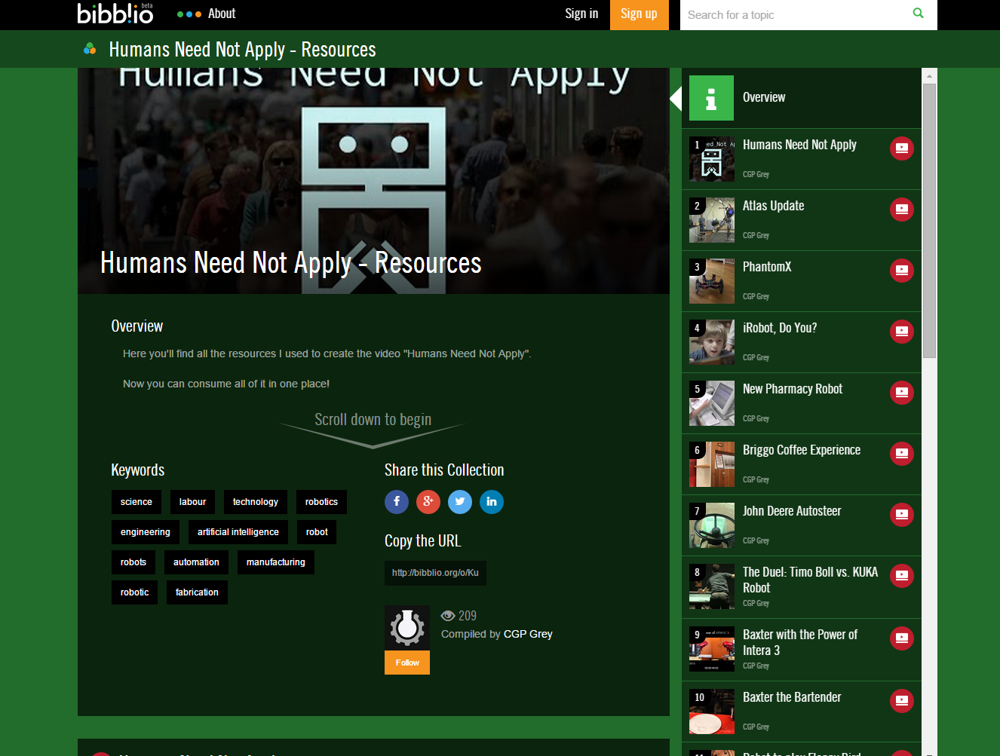 bibblio beta
About
Sign in
Sign up
Search for a topic
Humans Need Not Apply - Resources
Humans Need Not Apply
Humans Need Not Apply - Resources
Overview
Here you'll find all the resources I used to create the video "Humans Need Not Apply".
Now you can consume all of it in one place!
Scroll down to begin
Keywords
science
labour
technology
robotics
engineering
artificial intelligence
robot
robots
automation
manufacturing
robotic
fabrication
Share this Collection
Copy the URL
http://bibblio.org/o/Ku
209
Compiled by CGP Grey
Follow
Overview
1
Humans Need Not Apply
CGP Grey
2
Atlas Update
CGP Grey
3
PhantomX
CGP Grey
4
iRobot, Do You?
CGP Grey
5
New Pharmacy Robot
CGP Grey
6
Briggo Coffee Experience
CGP Grey
7
John Deere Autosteer
CGP Grey
8
The Duel: Timo Boll vs. KUKA
Robot
CGP Grey
9
Baxter with the Power of
Intera 3
CGP Grey
10
Baxter the Bartender
CGP Grey